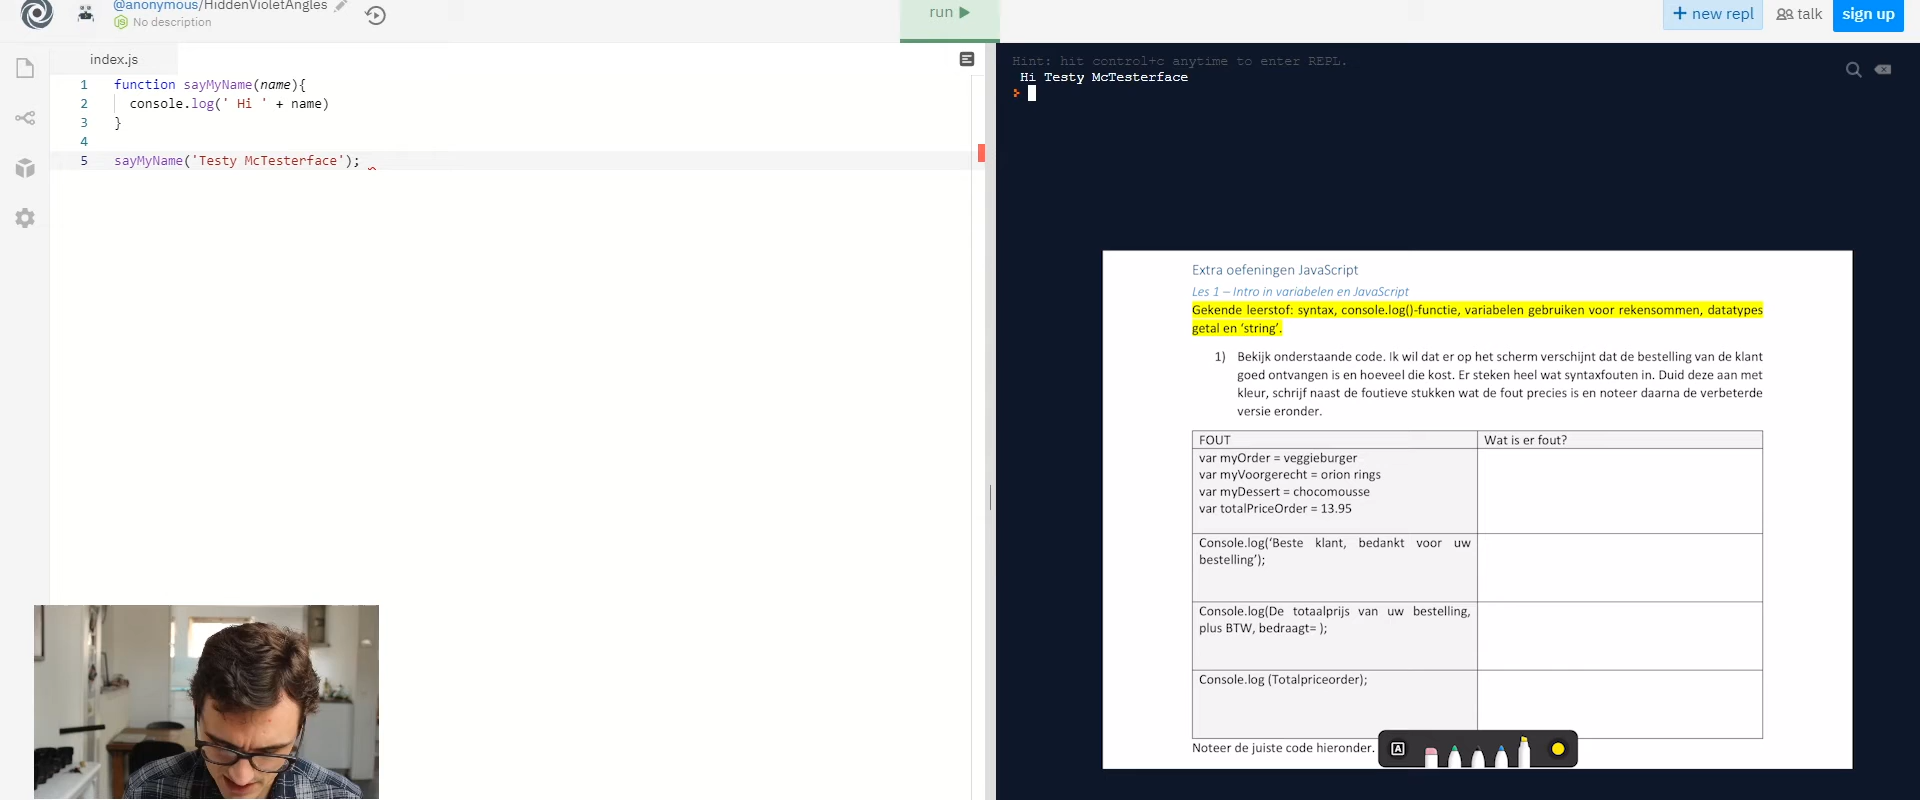 @anonymous/HiddenVioletAngles
No description
run
+ new repl
talk
sign up
index.js
1 function sayMyName(name){
2 console.log(' Hi ' + name)
3 }
4
5 sayMyName('Testy McTesterface');
Hint: hit control+c anytime to enter REPL.
Hi Testy McTesterface
>
Extra oefeningen JavaScript
Les 1 – Intro in variabelen en JavaScript
Gekende leerstof: syntax, console.log()-functie, variabelen gebruiken voor rekensommen, datatypes
getal en ‘string’.
1) Bekijk onderstaande code. Ik wil dat er op het scherm verschijnt dat de bestelling van de klant
goed ontvangen is en hoeveel die kost. Er steken heel wat syntaxfouten in. Duid deze aan met
kleur, schrijf naast de foutieve stukken wat de fout precies is en noteer daarna de verbeterde
versie eronder.
FOUT
Wat is er fout?
var myOrder = veggieburger
var myVoorgerecht = orion rings
var myDessert = chocomousse
var totalPriceOrder = 13.95
Console.log(‘Beste klant, bedankt voor uw
bestelling’);
Console.log(De totaalprijs van uw bestelling,
plus BTW, bedraagt= );
Console.log (Totalpriceorder);
Noteer de juiste code hieronder.
A